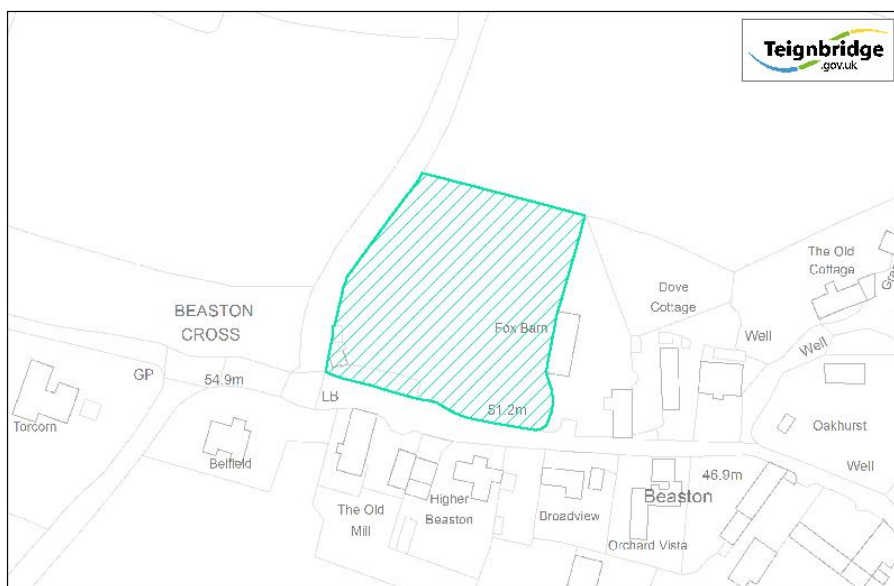 Teignbridge
.gov.uk
The Old
Cottage
Dove
Cottage
BEASTON
CROSS
Fox Barn
Well
Well
GP
54.9m
LB
51.2m
Torcorn
Oakhurst
Belfield
Well
46.9m
Beaston
The Old
Mill
Higher
Beaston
Broadview
Orchard Vista